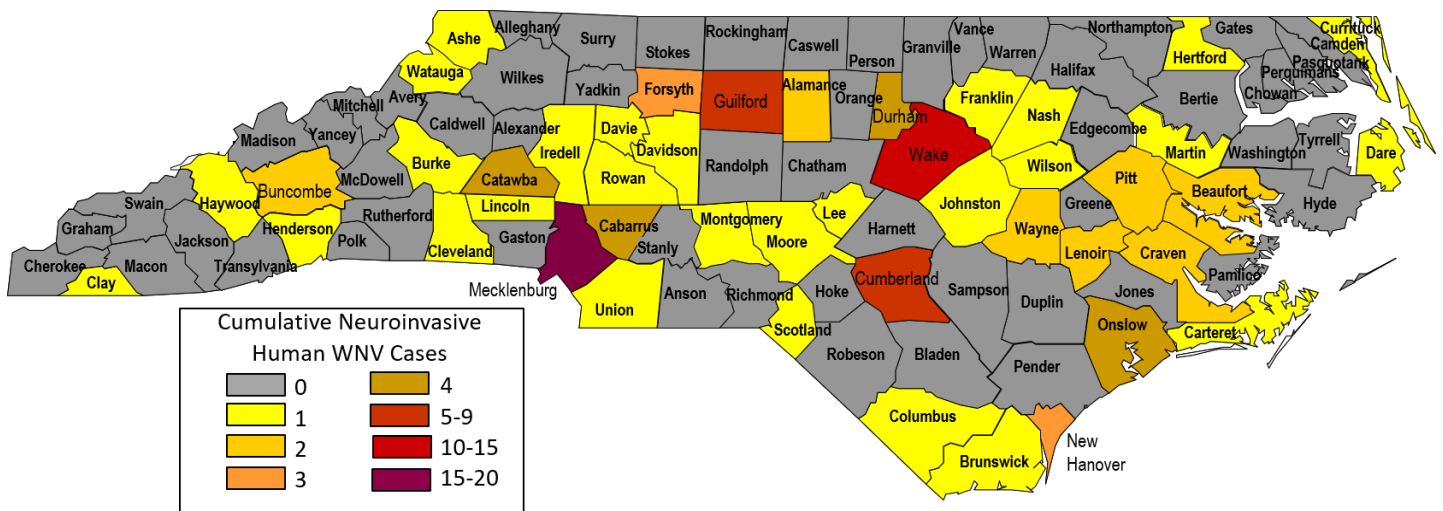 Alleghany
Ashe
Surry
Stokes
Rockingham
Caswell
Person
Granville
Vance
Warren
Northampton
Gates
Currituck
Camden
Pasquotank
Perquimans
Chowan
Hertford
Halifax
Bertie
Watauga
Wilkes
Yadkin
Forsyth
Guilford
Alamance
Orange
Durham
Franklin
Nash
Edgecombe
Martin
Washington
Tyrrell
Dare
Mitchell
Avery
Yancey
Madison
Caldwell
Alexander
Iredell
Davie
Davidson
Randolph
Chatham
Wake
Wilson
Pitt
Beaufort
Hyde
Burke
McDowell
Buncombe
Haywood
Catawba
Rowan
Lincoln
Swain
Graham
Jackson
Henderson
Rutherford
Polk
Cleveland
Gaston
Cabarrus
Stanly
Montgomery
Moore
Lee
Harnett
Johnston
Wayne
Greene
Lenoir
Craven
Pamlico
Cherokee
Clay
Macon
Transylvania
Mecklenburg
Union
Anson
Richmond
Hoke
Cumberland
Sampson
Duplin
Jones
Onslow
Carteret
Scotland
Robeson
Bladen
Pender
Columbus
Brunswick
New
Hanover
Cumulative Neuroinvasive
Human WNV Cases
0
1
2
3
4
5-9
10-15
15-20